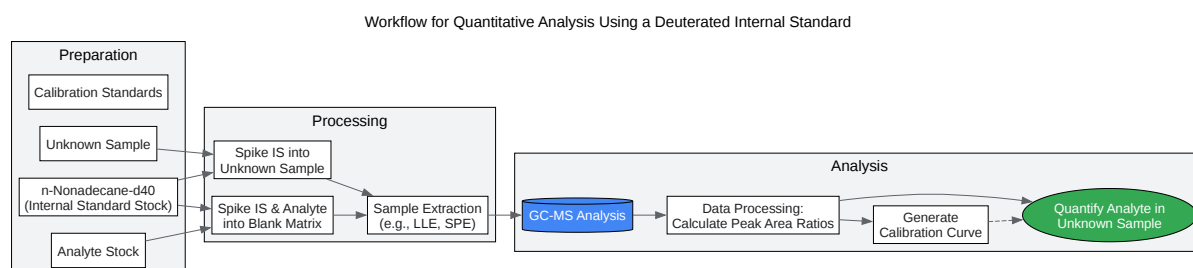 Workflow for Quantitative Analysis Using a Deuterated Internal Standard
Preparation
Calibration Standards
Unknown Sample
n-Nonadecane-d40
(Internal Standard Stock)
Analyte Stock
Processing
Spike IS into
Unknown Sample
Spike IS & Analyte
into Blank Matrix
Sample Extraction
(e.g., LLE, SPE)
Analysis
GC-MS Analysis
Data Processing:
Calculate Peak Area Ratios
Generate
Calibration Curve
Quantify Analyte in
Unknown Sample